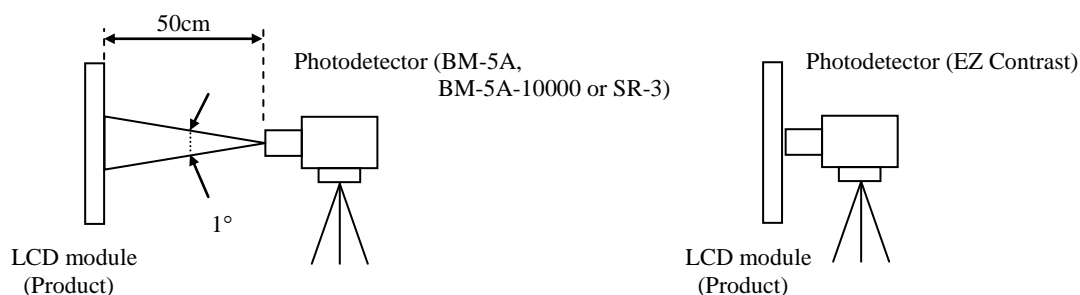 50cm
Photodetector (BM-5A,
BM-5A-10000 or SR-3)
1°
LCD module
(Product)
Photodetector (EZ Contrast)
LCD module
(Product)